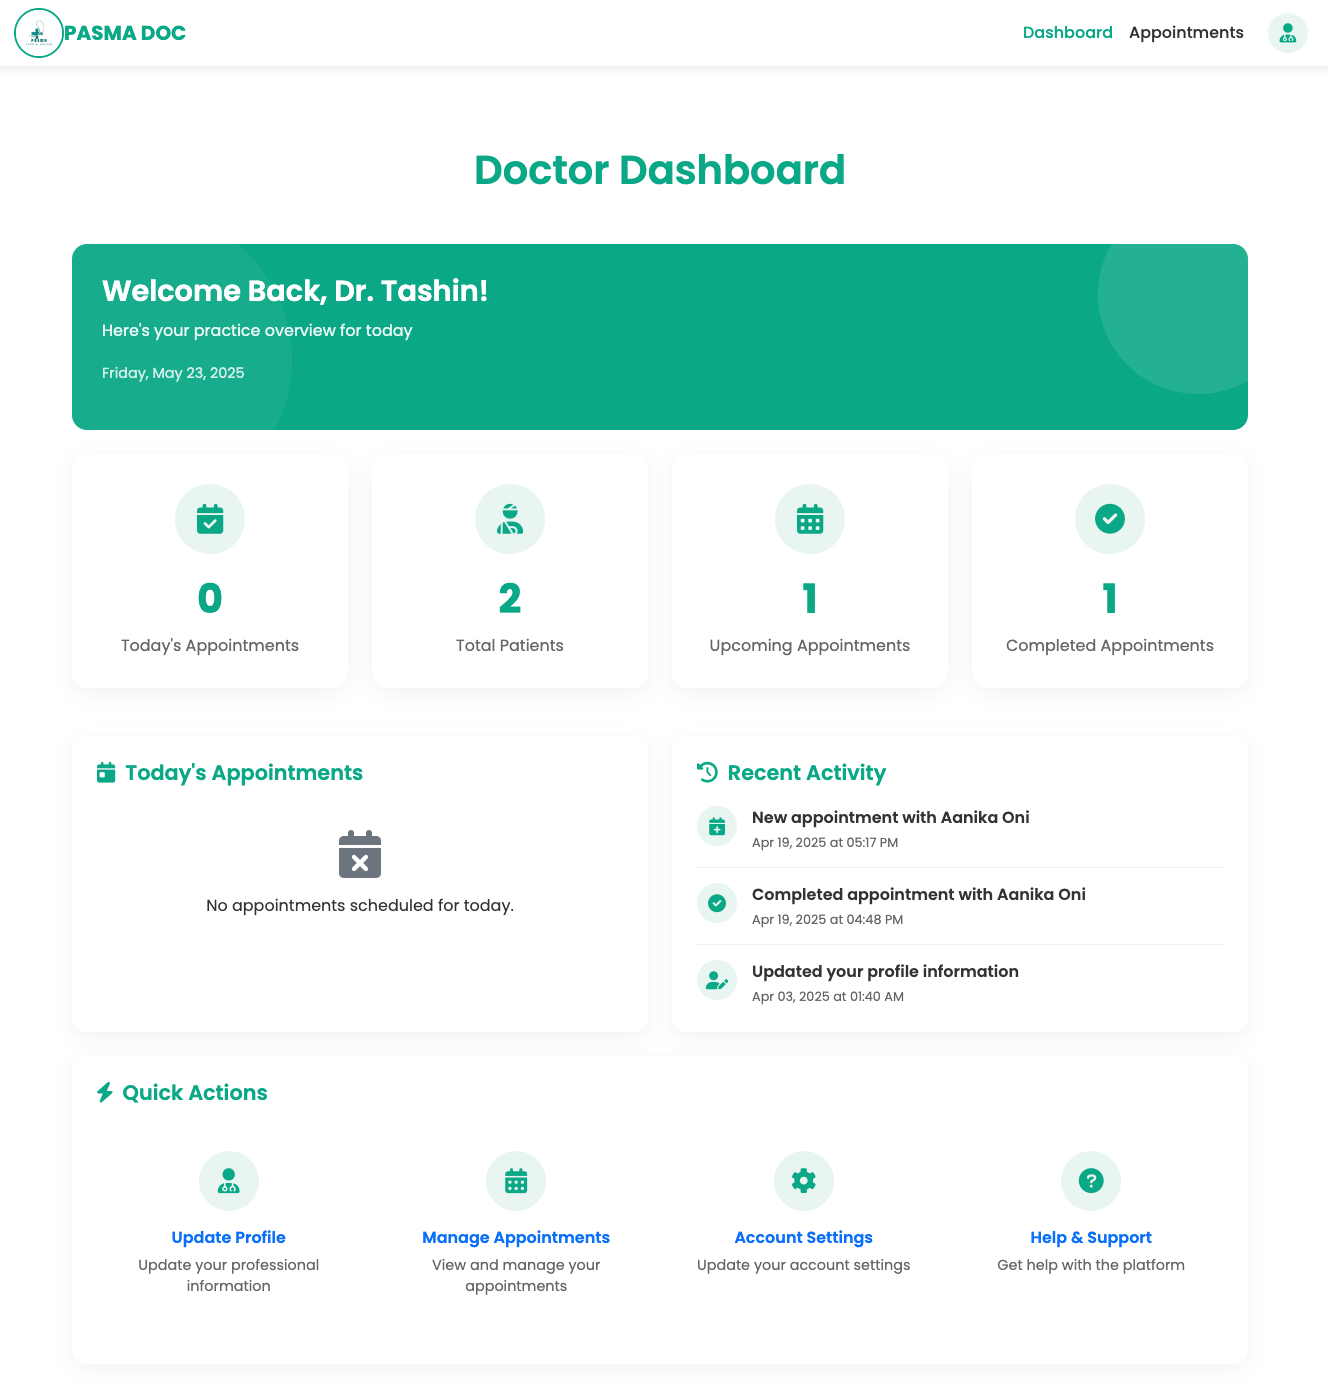 PASMA DOC
Dashboard
Appointments
Doctor Dashboard
Welcome Back, Dr. Tashin!
Here's your practice overview for today
Friday, May 23, 2025
0
Today's Appointments
2
Total Patients
1
Upcoming Appointments
1
Completed Appointments
Today's Appointments
No appointments scheduled for today.
Recent Activity
New appointment with Aanika Oni
Apr 19, 2025 at 05:17 PM
Completed appointment with Aanika Oni
Apr 19, 2025 at 04:48 PM
Updated your profile information
Apr 03, 2025 at 01:40 AM
Quick Actions
Update Profile
Update your professional
information
Manage Appointments
View and manage your
appointments
Account Settings
Update your account settings
Help & Support
Get help with the platform